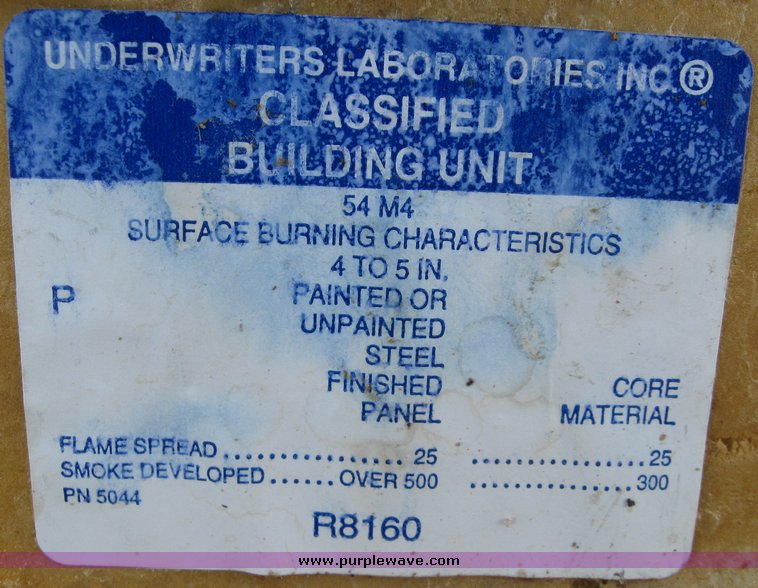 UNDERWRITERS LABORATORIES INC.®
CLASSIFIED
BUILDING UNIT
54 M4
SURFACE BURNING CHARACTERISTICS
4 TO 5 IN.
P
PAINTED OR
UNPAINTED
STEEL
FINISHED CORE
PANEL MATERIAL
FLAME SPREAD .................. 25 ..................25
SMOKE DEVELOPED...... OVER 500 .................300
PN 5044
R8160
www.purplewave.com